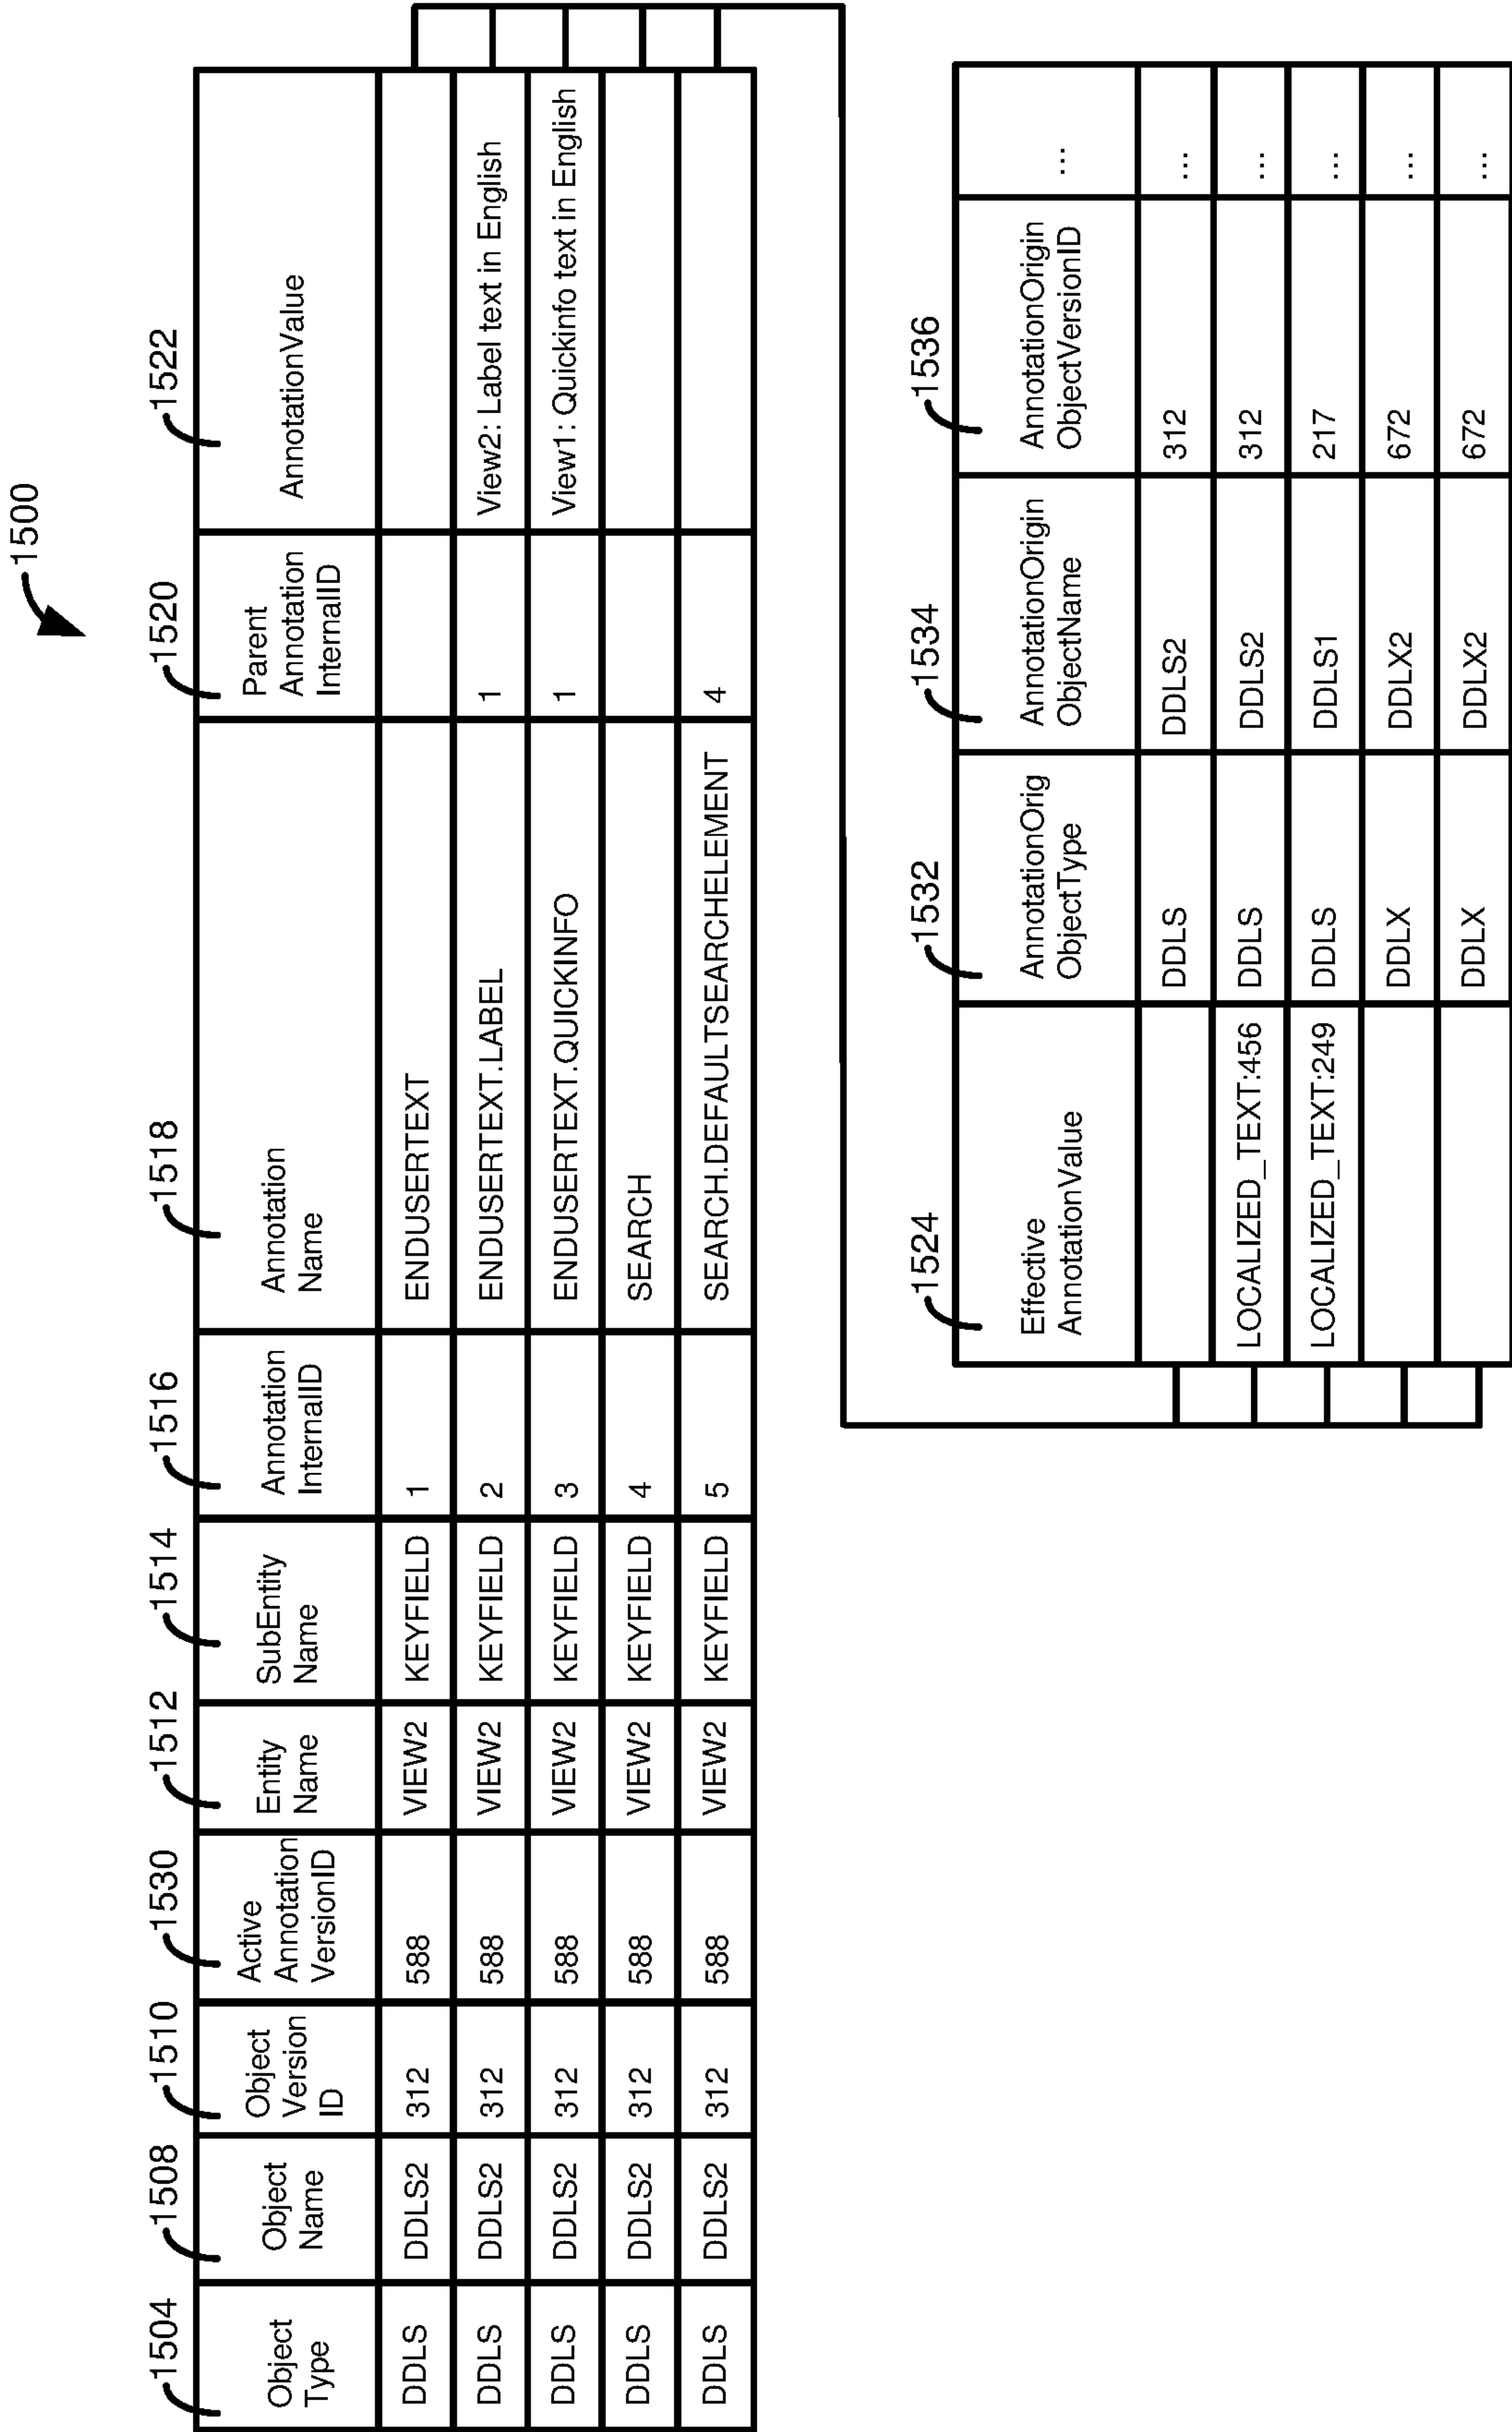 1500
1504 1508 1510 1530 1512 1514 1516 1518 1520 1522
Object Type | Object Name | Object Version ID | Active Annotation VersionID | Entity Name | SubEntity Name | Annotation InternalID | Annotation Name | Parent Annotation InternalID | AnnotationValue
DDLS DDLS2 312 588 VIEW2 KEYFIELD 1 ENDUSERTEXT
DDLS DDLS2 312 588 VIEW2 KEYFIELD 2 ENDUSERTEXT.LABEL 1 View2: Label text in English
DDLS DDLS2 312 588 VIEW2 KEYFIELD 3 ENDUSERTEXT.QUICKINFO 1 View1: Quickinfo text in English
DDLS DDLS2 312 588 VIEW2 KEYFIELD 4 SEARCH
DDLS DDLS2 312 588 VIEW2 KEYFIELD 5 SEARCH.DEFAULTSEARCHELEMENT 4
1524 1532 1534 1536
Effective AnnotationValue | AnnotationOrig ObjectType | AnnotationOrigin ObjectName | AnnotationOrigin ObjectVersionID | ...
DDLS DDLS2 312 ...
LOCALIZED_TEXT:456 DDLS DDLS2 312 ...
LOCALIZED_TEXT:249 DDLS DDLS1 217 ...
DDLX DDLX2 672 ...
DDLX DDLX2 672 ...